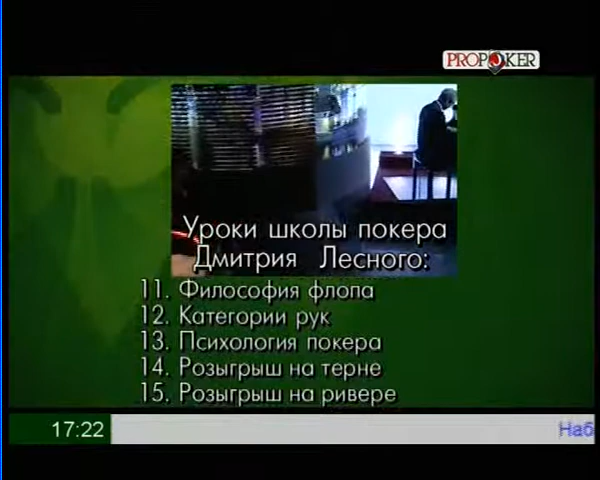 PROPOKER
Уроки школы покера
Дмитрия Лесного:
11. Философия флопа
12. Категории рук
13. Психология покера
14. Розыгрыш на терне
15. Розыгрыш на ривере
17:22
Наб